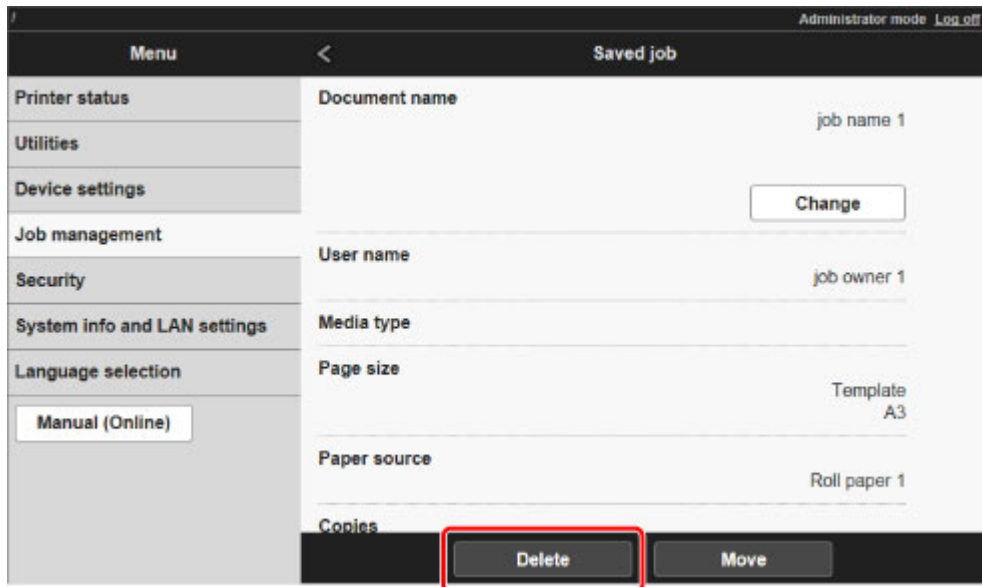 /
Administrator mode Log off
Menu
< Saved job
Printer status
Utilities
Device settings
Job management
Security
System info and LAN settings
Language selection
Manual (Online)
Document name
job name 1
Change
User name
job owner 1
Media type
Page size
Template
A3
Paper source
Roll paper 1
Copies
Delete
Move